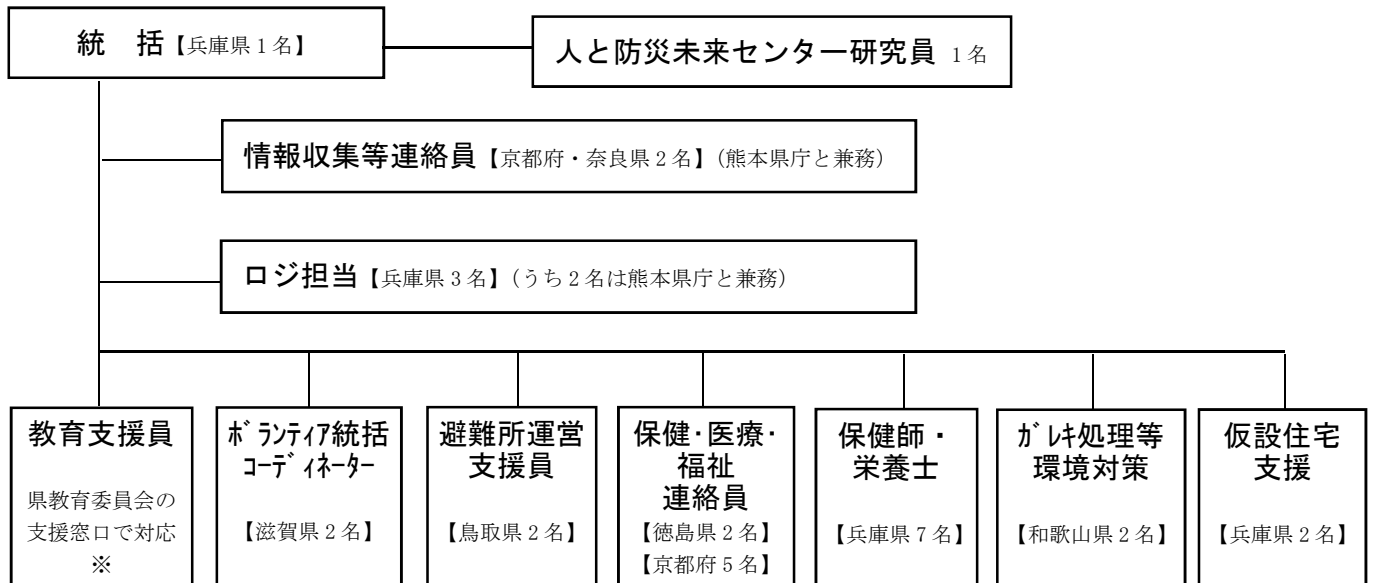 統　括【兵庫県１名】
人と防災未来センター研究員 １名
情報収集等連絡員【京都府・奈良県２名】(熊本県庁と兼務)
ロジ担当【兵庫県３名】(うち２名は熊本県庁と兼務)
教育支援員
県教育委員会の
支援窓口で対応
※
ﾎﾞﾗﾝﾃｨｱ統括
ｺｰﾃﾞｨﾈｰﾀｰ
【滋賀県２名】
避難所運営
支援員
【鳥取県２名】
保健・医療・
福祉
連絡員
【徳島県２名】
【京都府５名】
保健師・
栄養士
【兵庫県７名】
ｶﾞﾚｷ処理等
環境対策
【和歌山県２名】
仮設住宅
支援
【兵庫県２名】